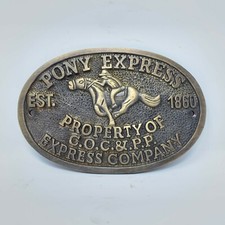 PONY EXPRESS
EST. 1860
PROPERTY OF
C.O.C. & P.P.
EXPRESS COMPANY